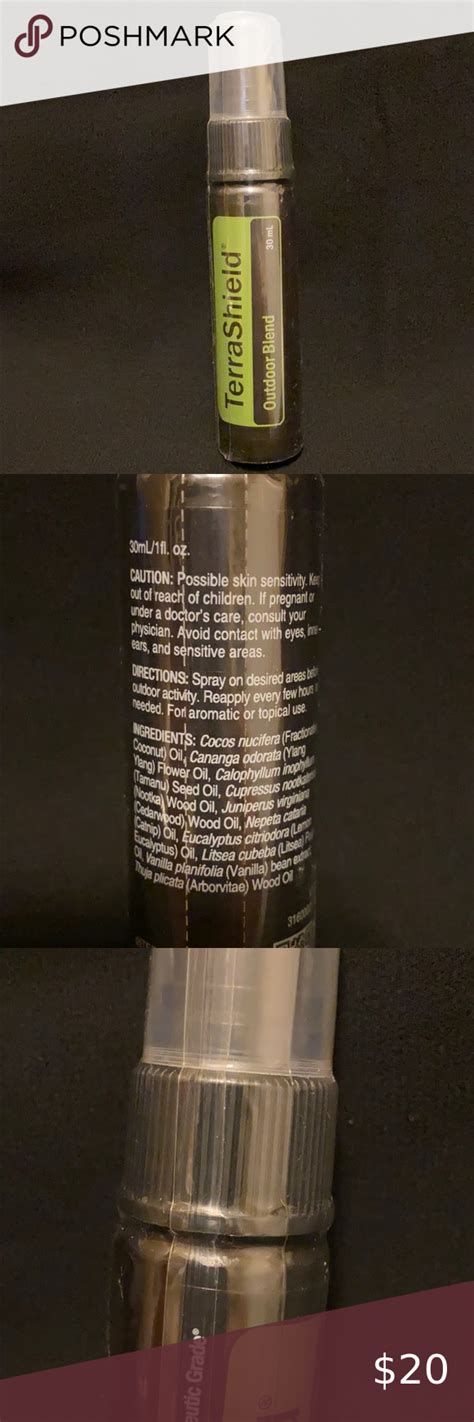 POSHMARK
TerraShield®
Outdoor Blend
30 mL
30mL/1fl. oz.
CAUTION: Possible skin sensitivity. Keep
out of reach of children. If pregnant or
under a doctor's care, consult your
physician. Avoid contact with eyes, inner
ears, and sensitive areas.
DIRECTIONS: Spray on desired areas before
outdoor activity. Reapply every few hours
needed. For aromatic or topical use.
INGREDIENTS: Cocos nucifera (Fractionated
Coconut) Oil, Cananga odorata (Ylang
Ylang) Flower Oil, Calophyllum inophyllum
(Tamanu) Seed Oil, Cupressus nootkatensis
(Nootka) Wood Oil, Juniperus virginiana
(Cedarwood) Wood Oil, Nepeta cataria
(Catnip) Oil, Eucalyptus citriodora (Lemon
Eucalyptus) Oil, Litsea cubeba (Litsea)
Oil, Vanilla planifolia (Vanilla) bean extract
Thuja plicata (Arborvitae) Wood Oil
eutic Grade®
$20